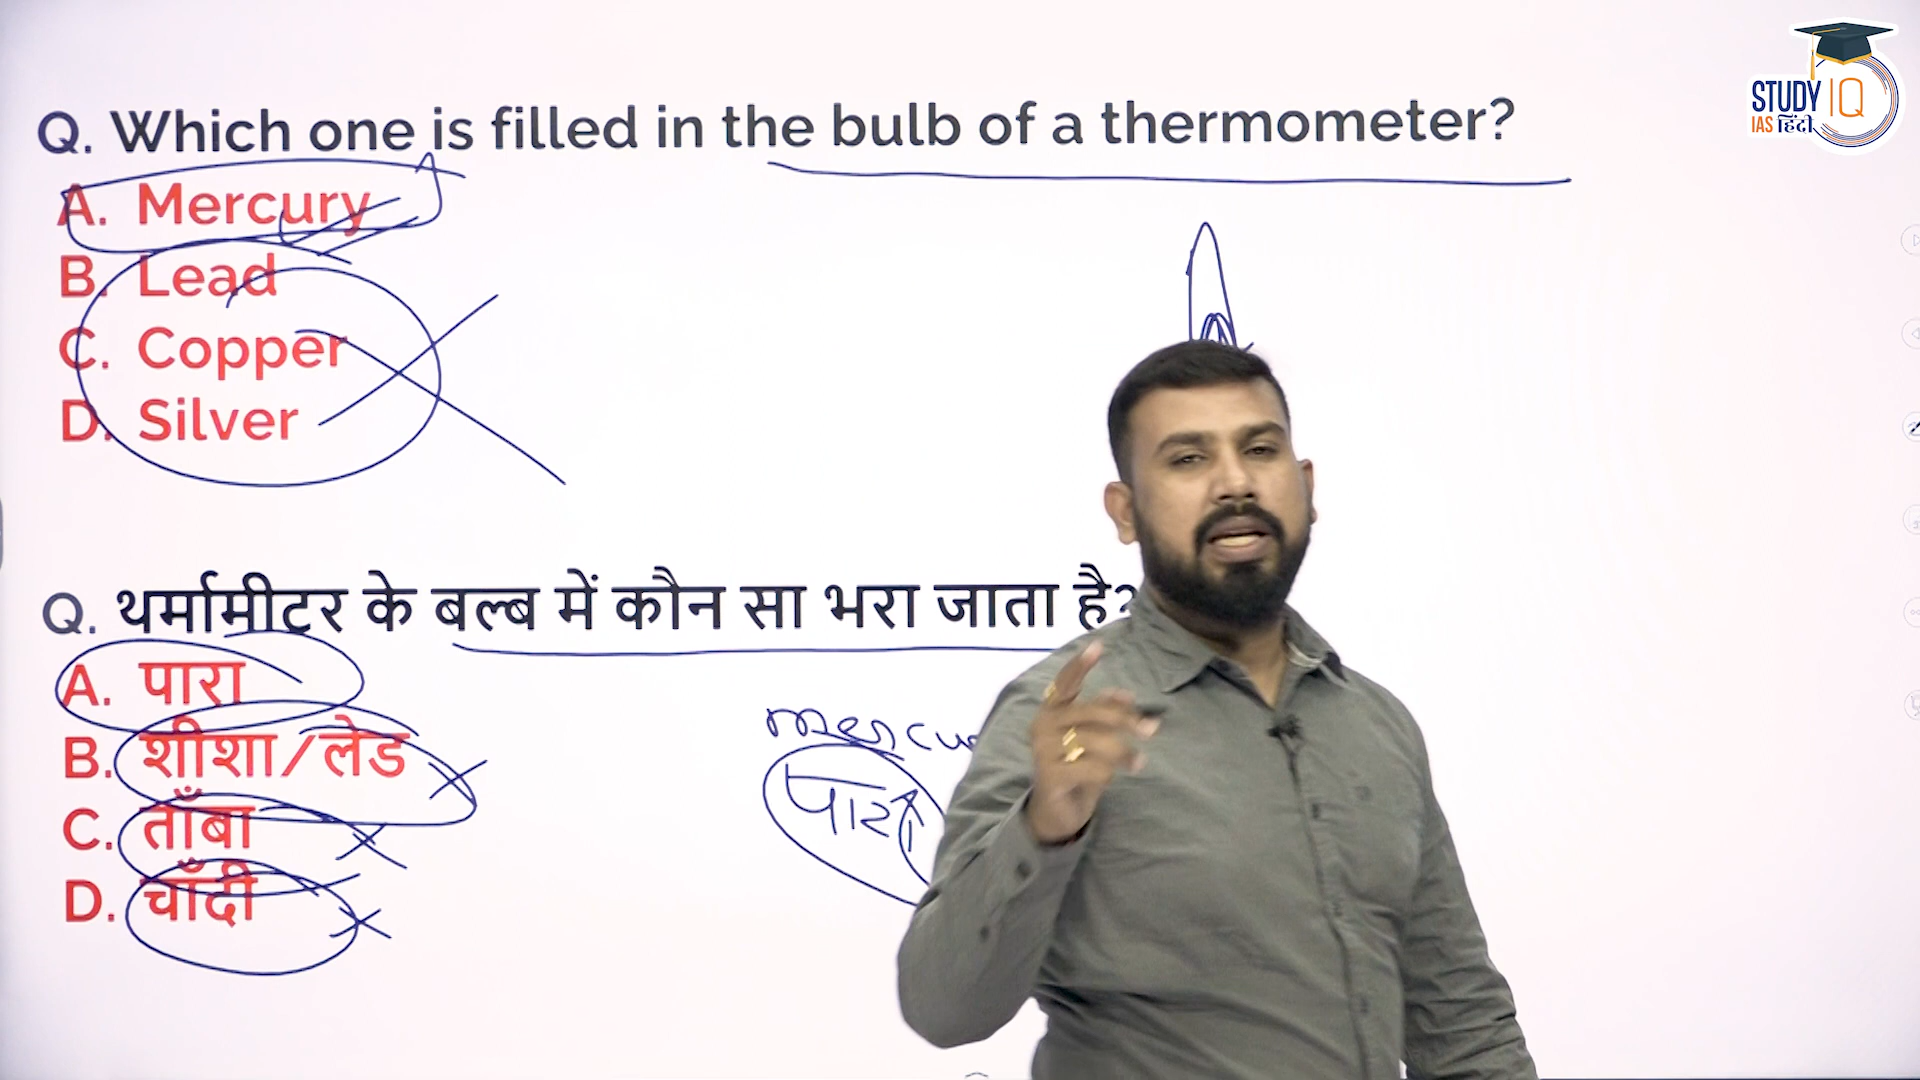 STUDY IQ
IAS हिंदी
Q. Which one is filled in the bulb of a thermometer?
A. Mercury
B. Lead
C. Copper
D. Silver
Q. थर्मामीटर के बल्ब में कौन सा भरा जाता है?
A. पारा
B. शीशा/लेड
C. ताँबा
D. चाँदी
पारा